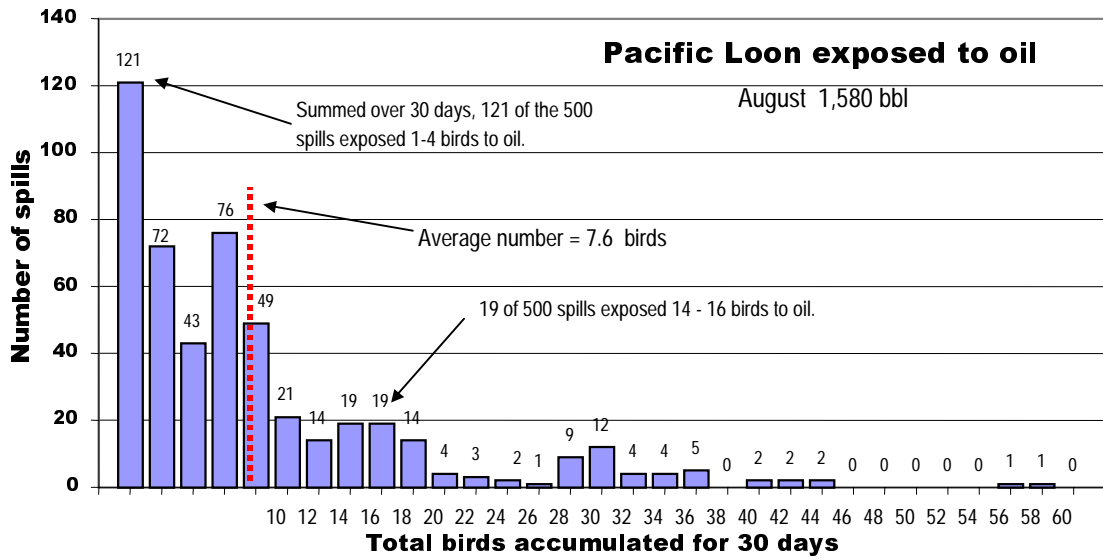 Pacific Loon exposed to oil
August 1,580 bbl
Number of spills
140
120
100
80
60
40
20
0
121
Summed over 30 days, 121 of the 500
spills exposed 1-4 birds to oil.
Average number = 7.6 birds
19 of 500 spills exposed 14 - 16 birds to oil.
72 43 76 49 21 14 19 19 14 4 3 2 1 9 12 4 4 5 0 2 2 2 0 0 0 0 0 1 1 0
10 12 14 16 18 20 22 24 26 28 30 32 34 36 38 40 42 44 46 48 50 52 54 56 58 60
Total birds accumulated for 30 days